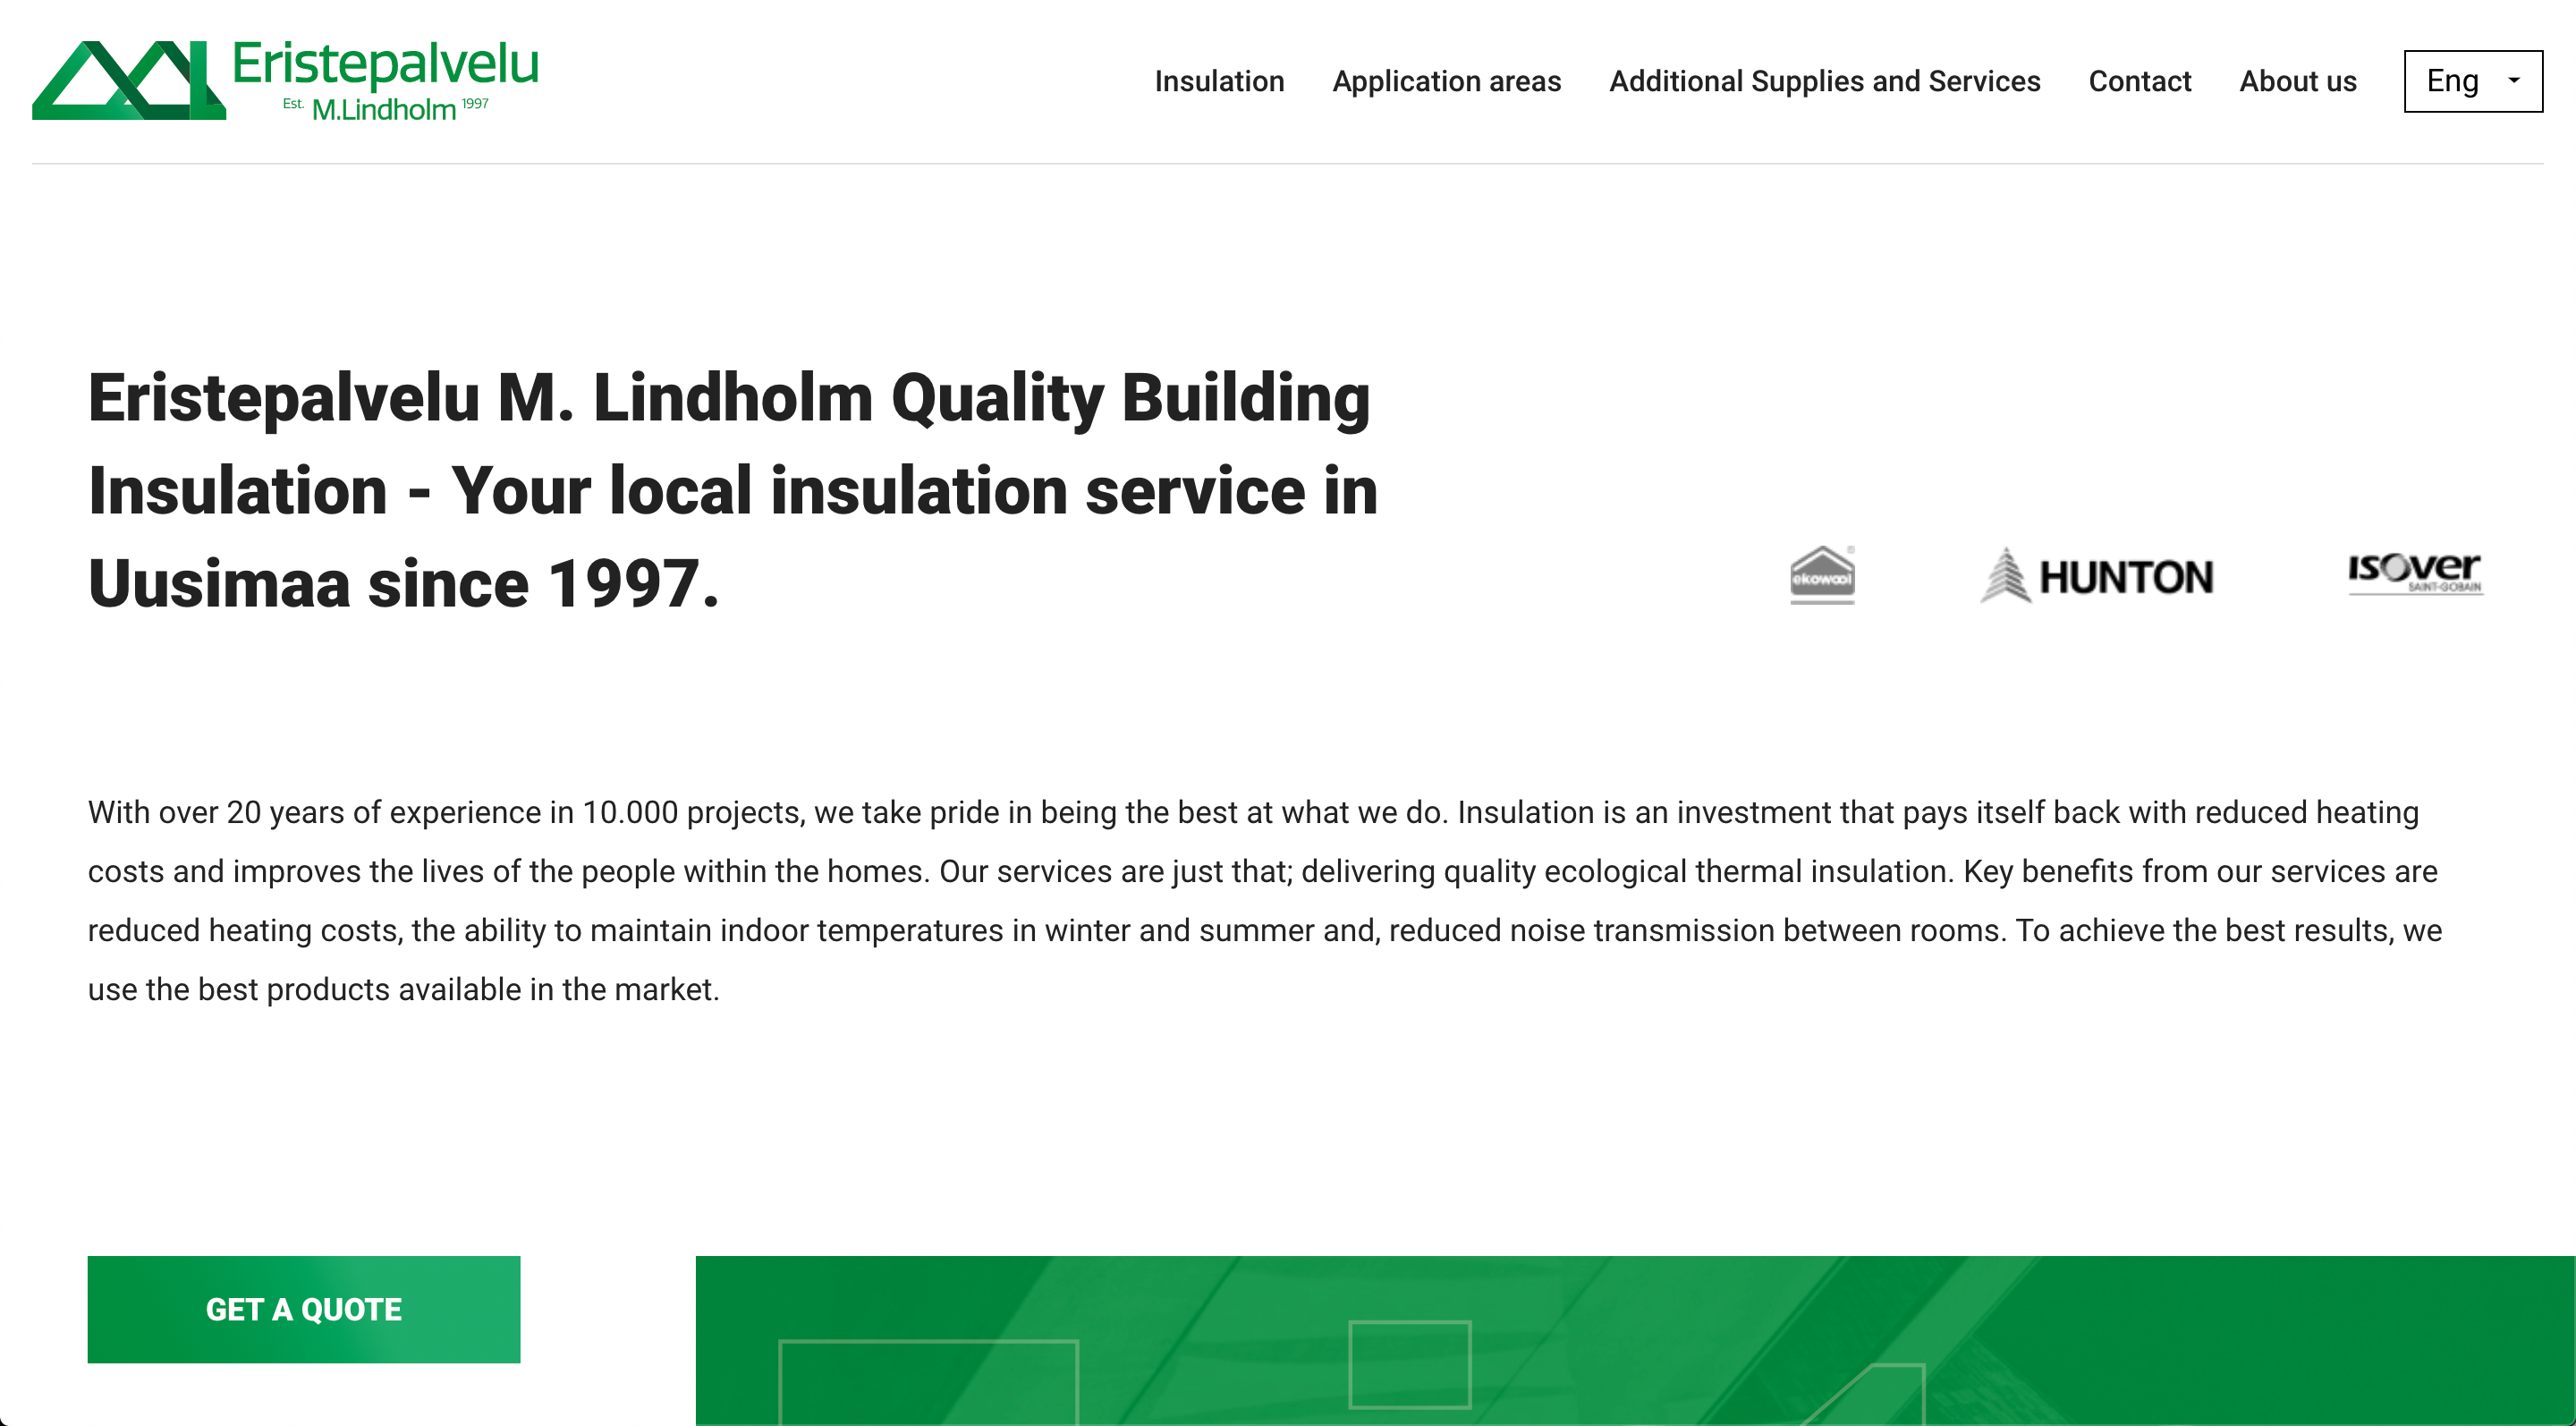 Eristepalvelu
Est. M.Lindholm 1997
Insulation Application areas Additional Supplies and Services Contact About us Eng
Eristepalvelu M. Lindholm Quality Building
Insulation - Your local insulation service in
Uusimaa since 1997.
ekowool ®
HUNTON
isover
SAINT-GOBAIN
With over 20 years of experience in 10.000 projects, we take pride in being the best at what we do. Insulation is an investment that pays itself back with reduced heating
costs and improves the lives of the people within the homes. Our services are just that; delivering quality ecological thermal insulation. Key benefits from our services are
reduced heating costs, the ability to maintain indoor temperatures in winter and summer and, reduced noise transmission between rooms. To achieve the best results, we
use the best products available in the market.
GET A QUOTE